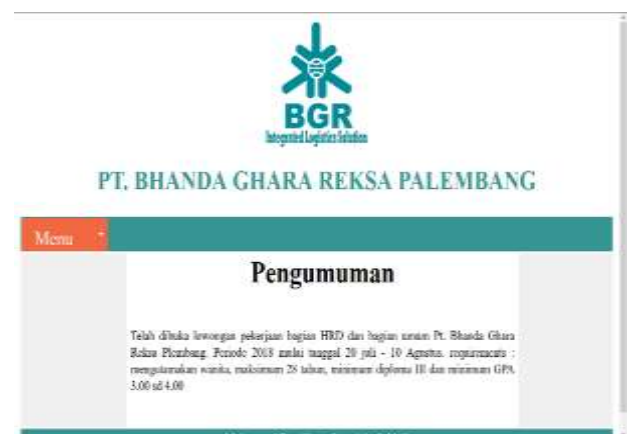 BGR
Integrated Logistics Solution
PT. BHANDA GHARA REKSA PALEMBANG
Menu
Pengumuman
Telah dibuka lowongan pekerjaan bagian HRD dan bagian umum Pt. Bhanda Ghara
Reksa Plembang. Periode 2018 mulai tanggal 20 juli - 10 Agustus. requirements :
mengutamakan wanita, maksimum 28 tahun, minimum diploma III dan minimum GPA
3.00 sd 4.00